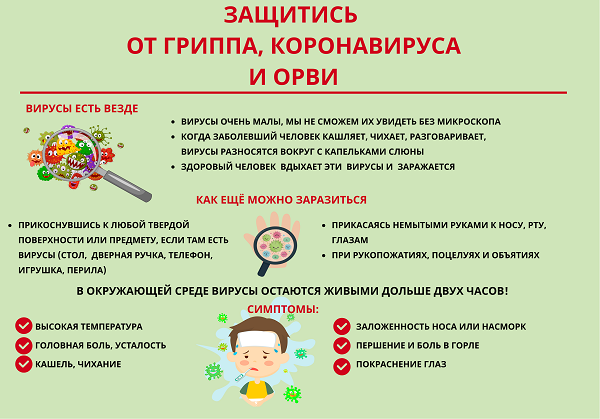 ЗАЩИТИСЬ
ОТ ГРИППА, КОРОНАВИРУСА
И ОРВИ
ВИРУСЫ ЕСТЬ ВЕЗДЕ
• ВИРУСЫ ОЧЕНЬ МАЛЫ, МЫ НЕ СМОЖЕМ ИХ УВИДЕТЬ БЕЗ МИКРОСКОПА
• КОГДА ЗАБОЛЕВШИЙ ЧЕЛОВЕК КАШЛЯЕТ, ЧИХАЕТ, РАЗГОВАРИВАЕТ,
ВИРУСЫ РАЗНОСЯТСЯ ВОКРУГ С КАПЕЛЬКАМИ СЛЮНЫ
• ЗДОРОВЫЙ ЧЕЛОВЕК ВДЫХАЕТ ЭТИ ВИРУСЫ И ЗАРАЖАЕТСЯ
КАК ЕЩЁ МОЖНО ЗАРАЗИТЬСЯ
• ПРИКОСНУВШИСЬ К ЛЮБОЙ ТВЕРДОЙ
ПОВЕРХНОСТИ ИЛИ ПРЕДМЕТУ, ЕСЛИ ТАМ ЕСТЬ
ВИРУСЫ (СТОЛ, ДВЕРНАЯ РУЧКА, ТЕЛЕФОН,
ИГРУШКА, ПЕРИЛА)
• ПРИКАСАЯСЬ НЕМЫТЫМИ РУКАМИ К НОСУ, РТУ,
ГЛАЗАМ
• ПРИ РУКОПОЖАТИЯХ, ПОЦЕЛУЯХ И ОБЪЯТИЯХ
В ОКРУЖАЮЩЕЙ СРЕДЕ ВИРУСЫ ОСТАЮТСЯ ЖИВЫМИ ДОЛЬШЕ ДВУХ ЧАСОВ!
СИМПТОМЫ:
ВЫСОКАЯ ТЕМПЕРАТУРА
ГОЛОВНАЯ БОЛЬ, УСТАЛОСТЬ
КАШЕЛЬ, ЧИХАНИЕ
ЗАЛОЖЕННОСТЬ НОСА ИЛИ НАСМОРК
ПЕРШЕНИЕ И БОЛЬ В ГОРЛЕ
ПОКРАСНЕНИЕ ГЛАЗ